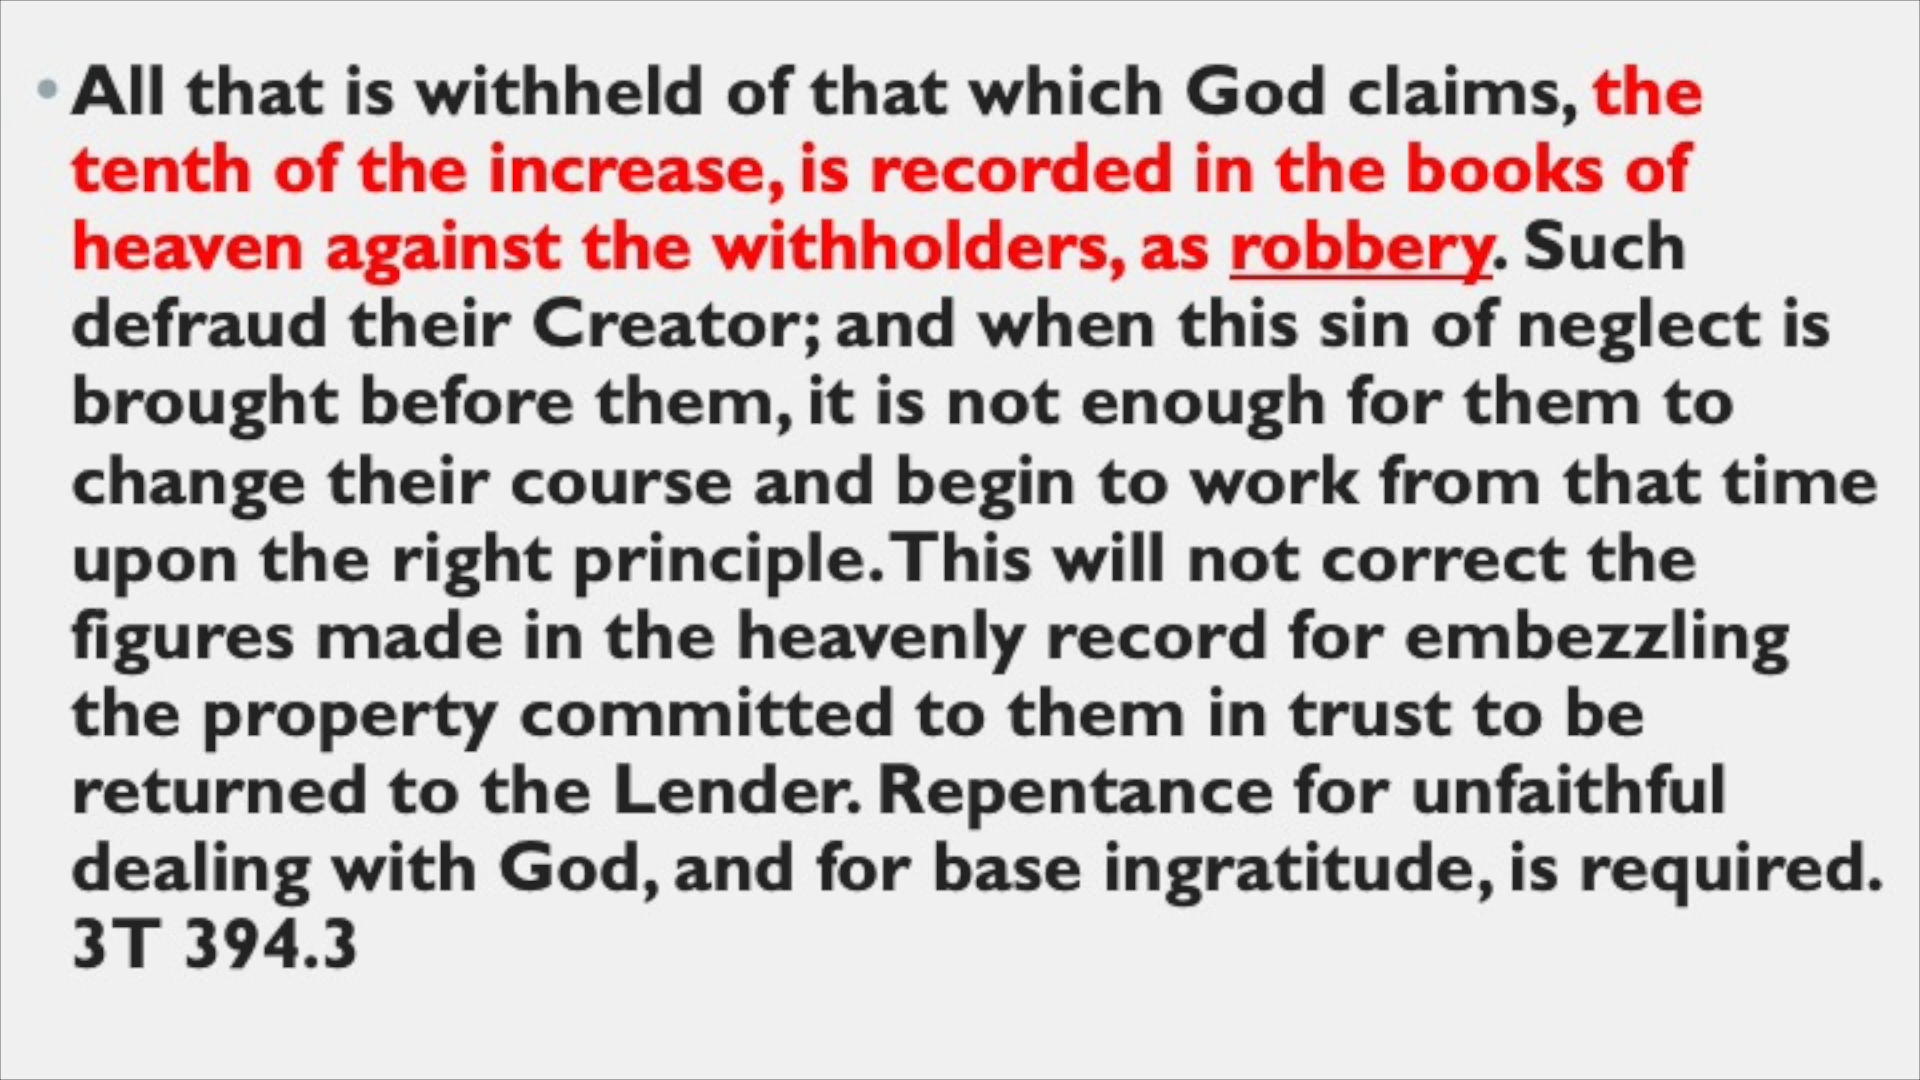 • All that is withheld of that which God claims, the
tenth of the increase, is recorded in the books of
heaven against the withholders, as robbery. Such
defraud their Creator; and when this sin of neglect is
brought before them, it is not enough for them to
change their course and begin to work from that time
upon the right principle. This will not correct the
figures made in the heavenly record for embezzling
the property committed to them in trust to be
returned to the Lender. Repentance for unfaithful
dealing with God, and for base ingratitude, is required.
3T 394.3